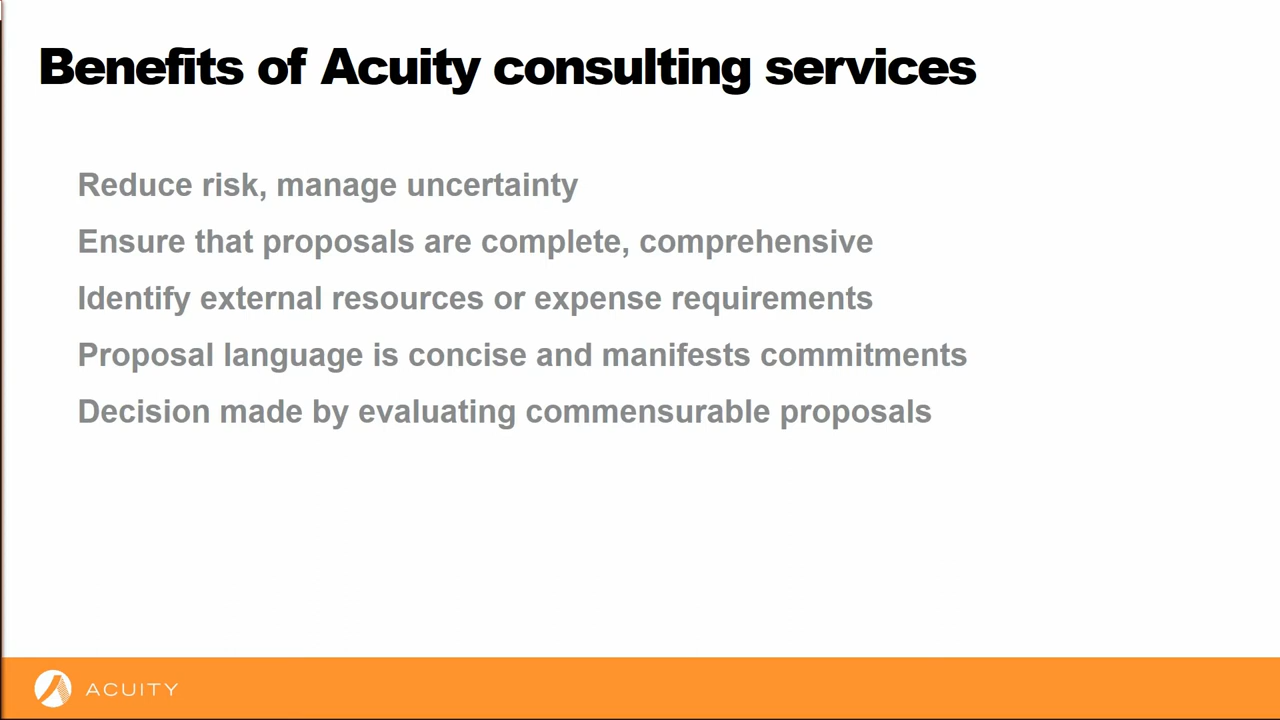 Benefits of Acuity consulting services
Reduce risk, manage uncertainty
Ensure that proposals are complete, comprehensive
Identify external resources or expense requirements
Proposal language is concise and manifests commitments
Decision made by evaluating commensurable proposals
ACUITY